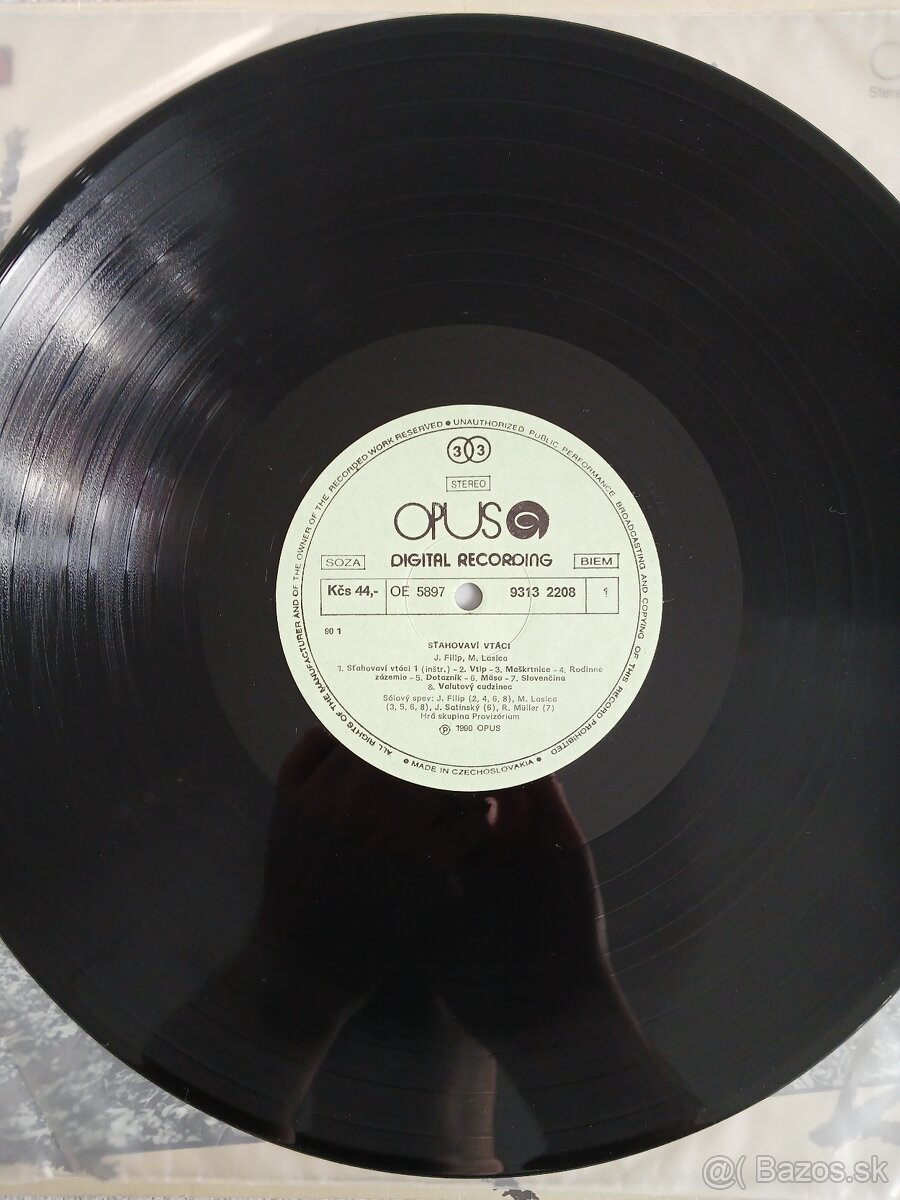 Stere
ALL RIGHTS OF THE MANUFACTURER AND OF THE OWNER OF THE RECORDED WORK RESERVED ● UNAUTHORIZED PUBLIC PERFORMANCE BROADCASTING AND COPYING OF THIS RECORD PROHIBITED
● MADE IN CZECHOSLOVAKIA ●
33
STEREO
OPUS
SOZA DIGITAL RECORDING BIEM
Kčs 44,- OE 5897 9313 2208 1
90 1
SŤAHOVAVÍ VTÁCI
J. Filip, M. Lasica
1. Sťahovaví vtáci 1 (inštr.) – 2. Vtip – 3. Maškrtnice – 4. Rodinné
zázemie – 5. Dotazník – 6. Mäso – 7. Slovenčina
8. Valutový cudzinec
Sólový spev: J. Filip (2, 4, 6, 8), M. Lasica
(3, 5, 6, 8), J. Satinský (6), R. Müller (7)
Hrá skupina Provizórium
Ⓟ 1990 OPUS
@( Bazos.sk